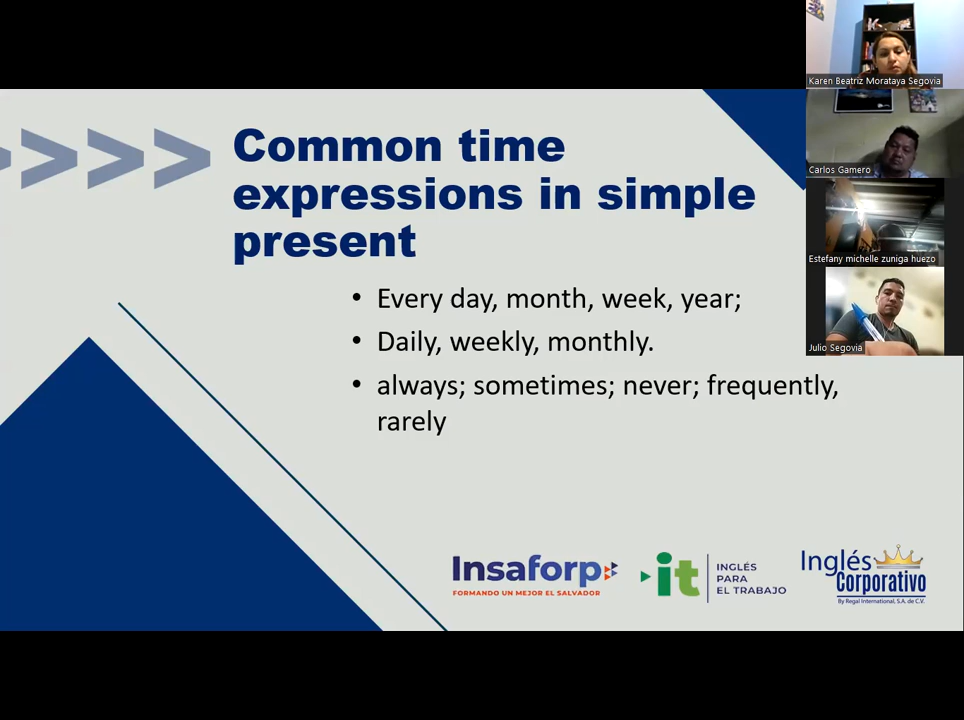 Karen Beatriz Morataya Segovia
Carlos Gamero
Estefany michelle zuniga huezo
Julio Segovia
Common time
expressions in simple
present
• Every day, month, week, year;
• Daily, weekly, monthly.
• always; sometimes; never; frequently,
rarely
Insaforp
FORMANDO UN MEJOR EL SALVADOR
it
INGLÉS
PARA
EL TRABAJO
Inglés
Corporativo
By Regal International, S.A. de C.V.